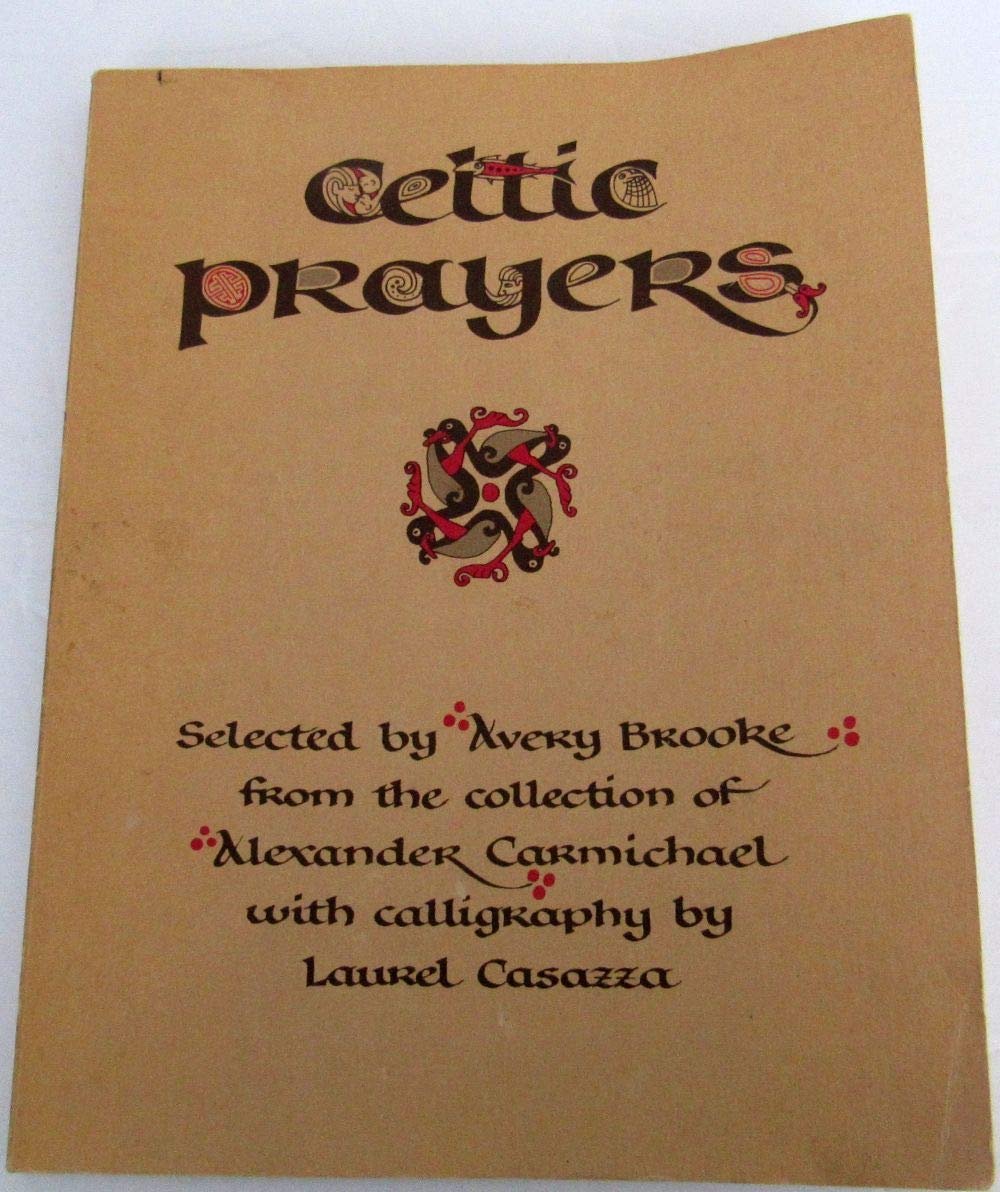 Celtic
prayers
Selected by Avery Brooke
from the collection of
Alexander Carmichael
with calligraphy by
Laurel Casazza